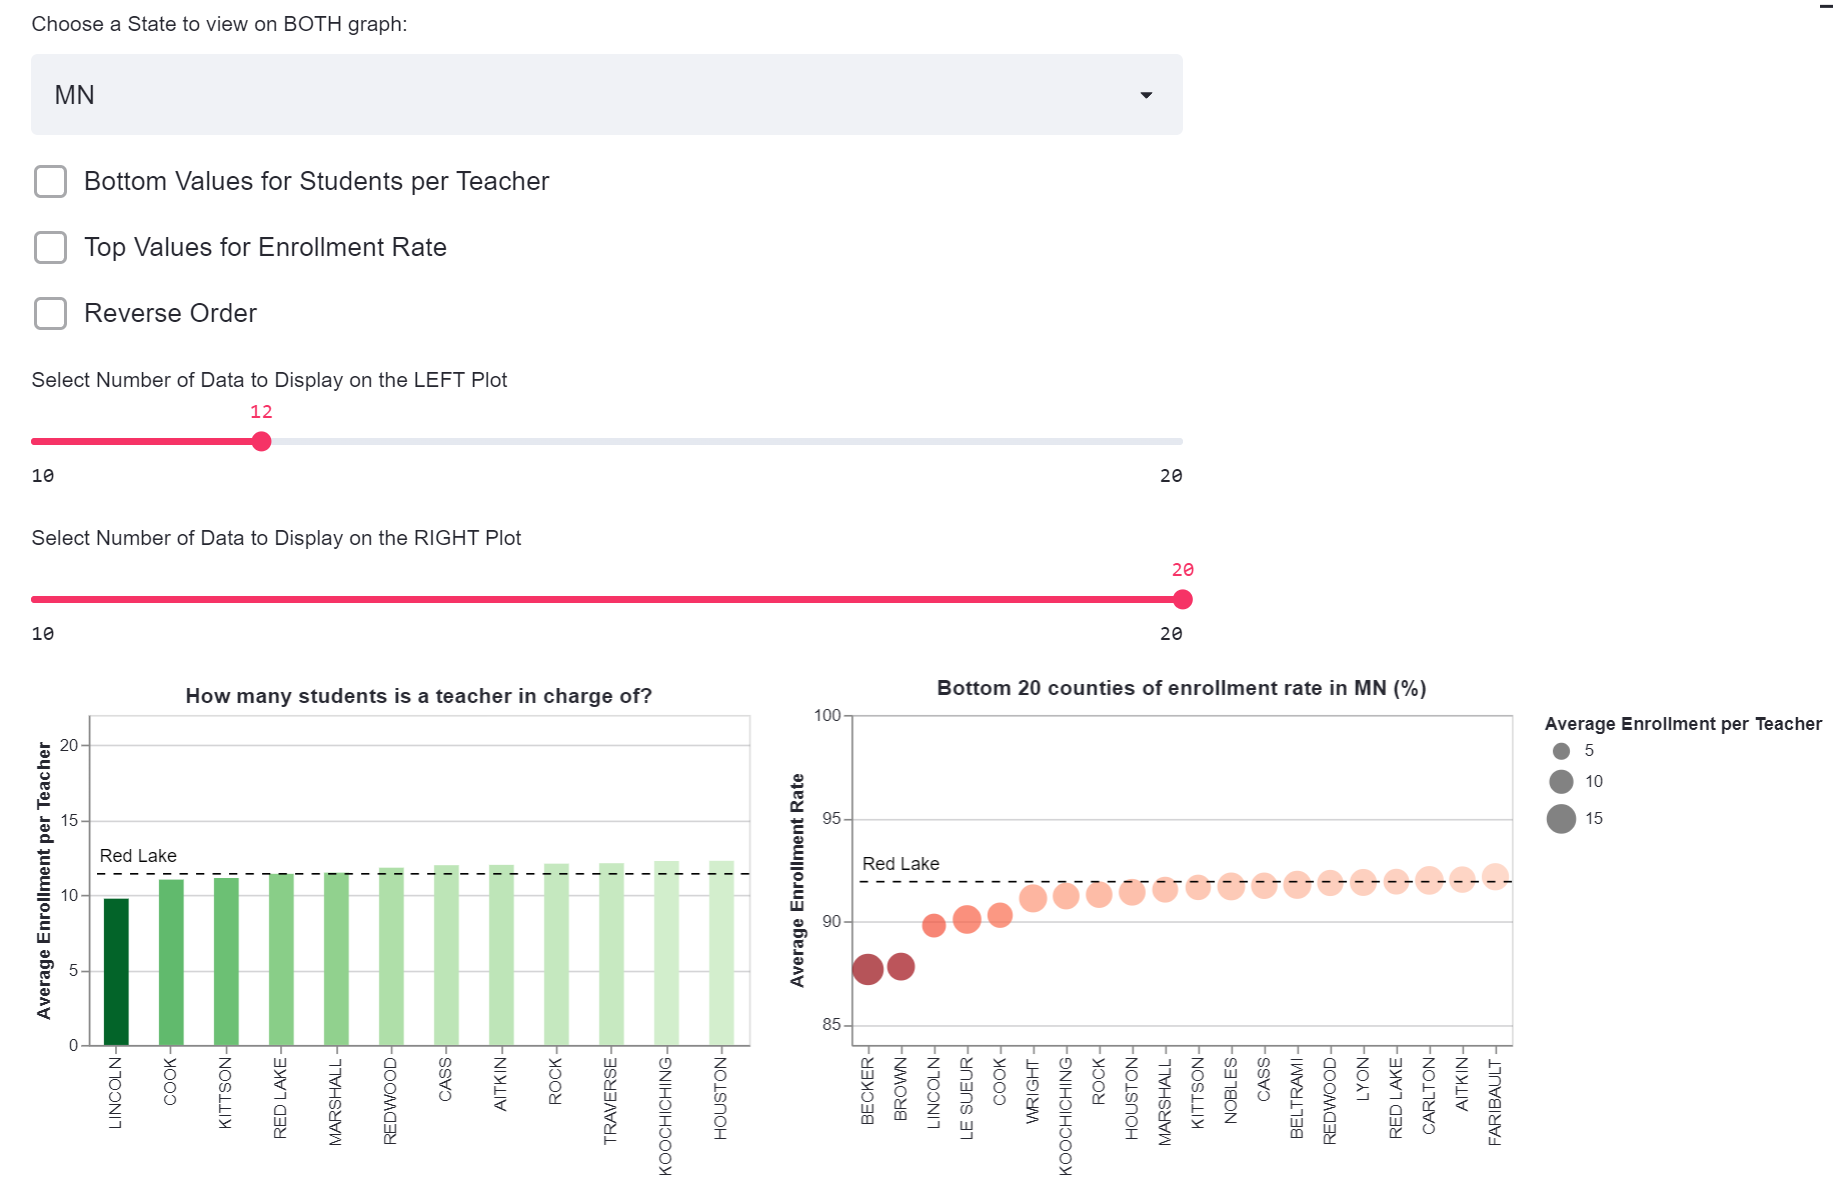 Choose a State to view on BOTH graph:
MN
Bottom Values for Students per Teacher
Top Values for Enrollment Rate
Reverse Order
Select Number of Data to Display on the LEFT Plot
12
10 20
Select Number of Data to Display on the RIGHT Plot
20
10 20
How many students is a teacher in charge of?
Average Enrollment per Teacher
20
15
10
5
0
Red Lake
LINCOLN
COOK
KITTSON
RED LAKE
MARSHALL
REDWOOD
CASS
AITKIN
ROCK
TRAVERSE
KOOCHICHING
HOUSTON
Bottom 20 counties of enrollment rate in MN (%)
Average Enrollment Rate
100
95
90
85
Red Lake
BECKER
BROWN
LINCOLN
LE SUEUR
COOK
WRIGHT
KOOCHICHING
ROCK
HOUSTON
MARSHALL
KITTSON
NOBLES
CASS
BELTRAMI
REDWOOD
LYON
RED LAKE
CARLTON
AITKIN
FARIBAULT
Average Enrollment per Teacher
5
10
15